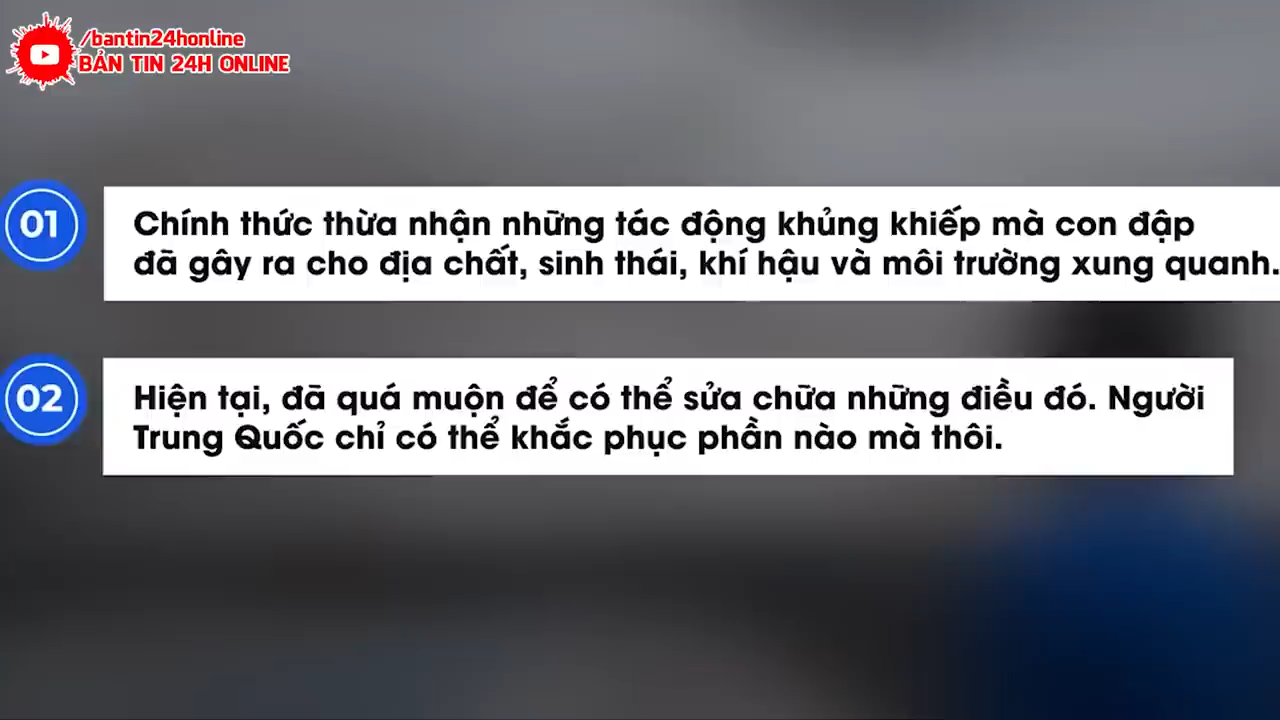 /bantin24honline
BẢN TIN 24H ONLINE
01
Chính thức thừa nhận những tác động khủng khiếp mà con đập
đã gây ra cho địa chất, sinh thái, khí hậu và môi trường xung quanh.
02
Hiện tại, đã quá muộn để có thể sửa chữa những điều đó. Người
Trung Quốc chỉ có thể khắc phục phần nào mà thôi.